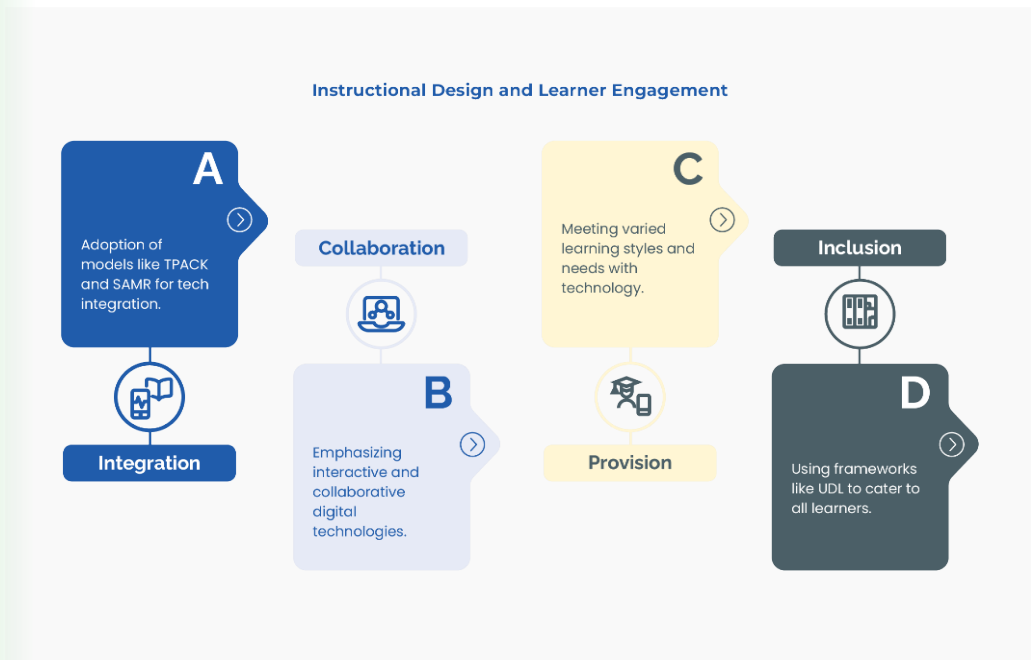 Instructional Design and Learner Engagement
A
Adoption of
models like TPACK
and SAMR for tech
integration.
Integration
Collaboration
B
Emphasizing
interactive and
collaborative
digital
technologies.
C
Meeting varied
learning styles and
needs with
technology.
Provision
Inclusion
D
Using frameworks
like UDL to cater to
all learners.